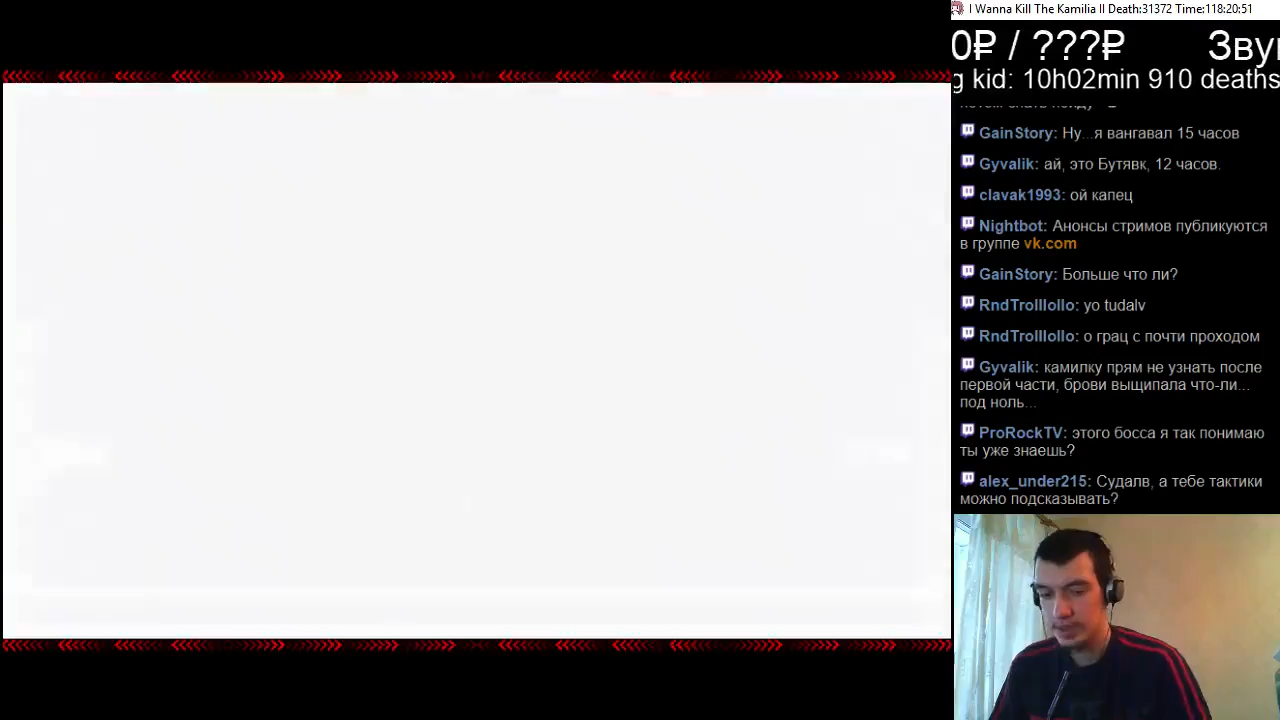 I Wanna Kill The Kamilia II Death:31372 Time:118:20:51
0₽ / ???₽ Зву
g kid: 10h02min 910 deaths
GainStory: Ну...я вангавал 15 часов
Gyvalik: ай, это Бутявк, 12 часов.
clavak1993: ой капец
Nightbot: Анонсы стримов публикуются
в группе vk.com
GainStory: Больше что ли?
RndTrolllollo: yo tudalv
RndTrolllollo: о грац с почти проходом
Gyvalik: камилку прям не узнать после
первой части, брови выщипала что-ли...
под ноль...
ProRockTV: этого босса я так понимаю
ты уже знаешь?
alex_under215: Судалв, а тебе тактики
можно подсказывать?